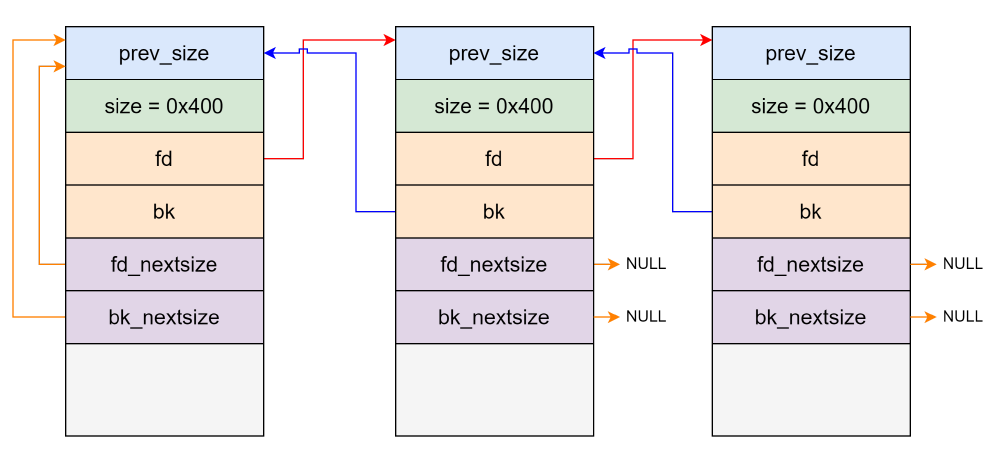 prev_size
size = 0x400
fd
bk
fd_nextsize
bk_nextsize
prev_size
size = 0x400
fd
bk
fd_nextsize
NULL
bk_nextsize
NULL
prev_size
size = 0x400
fd
bk
fd_nextsize
NULL
bk_nextsize
NULL